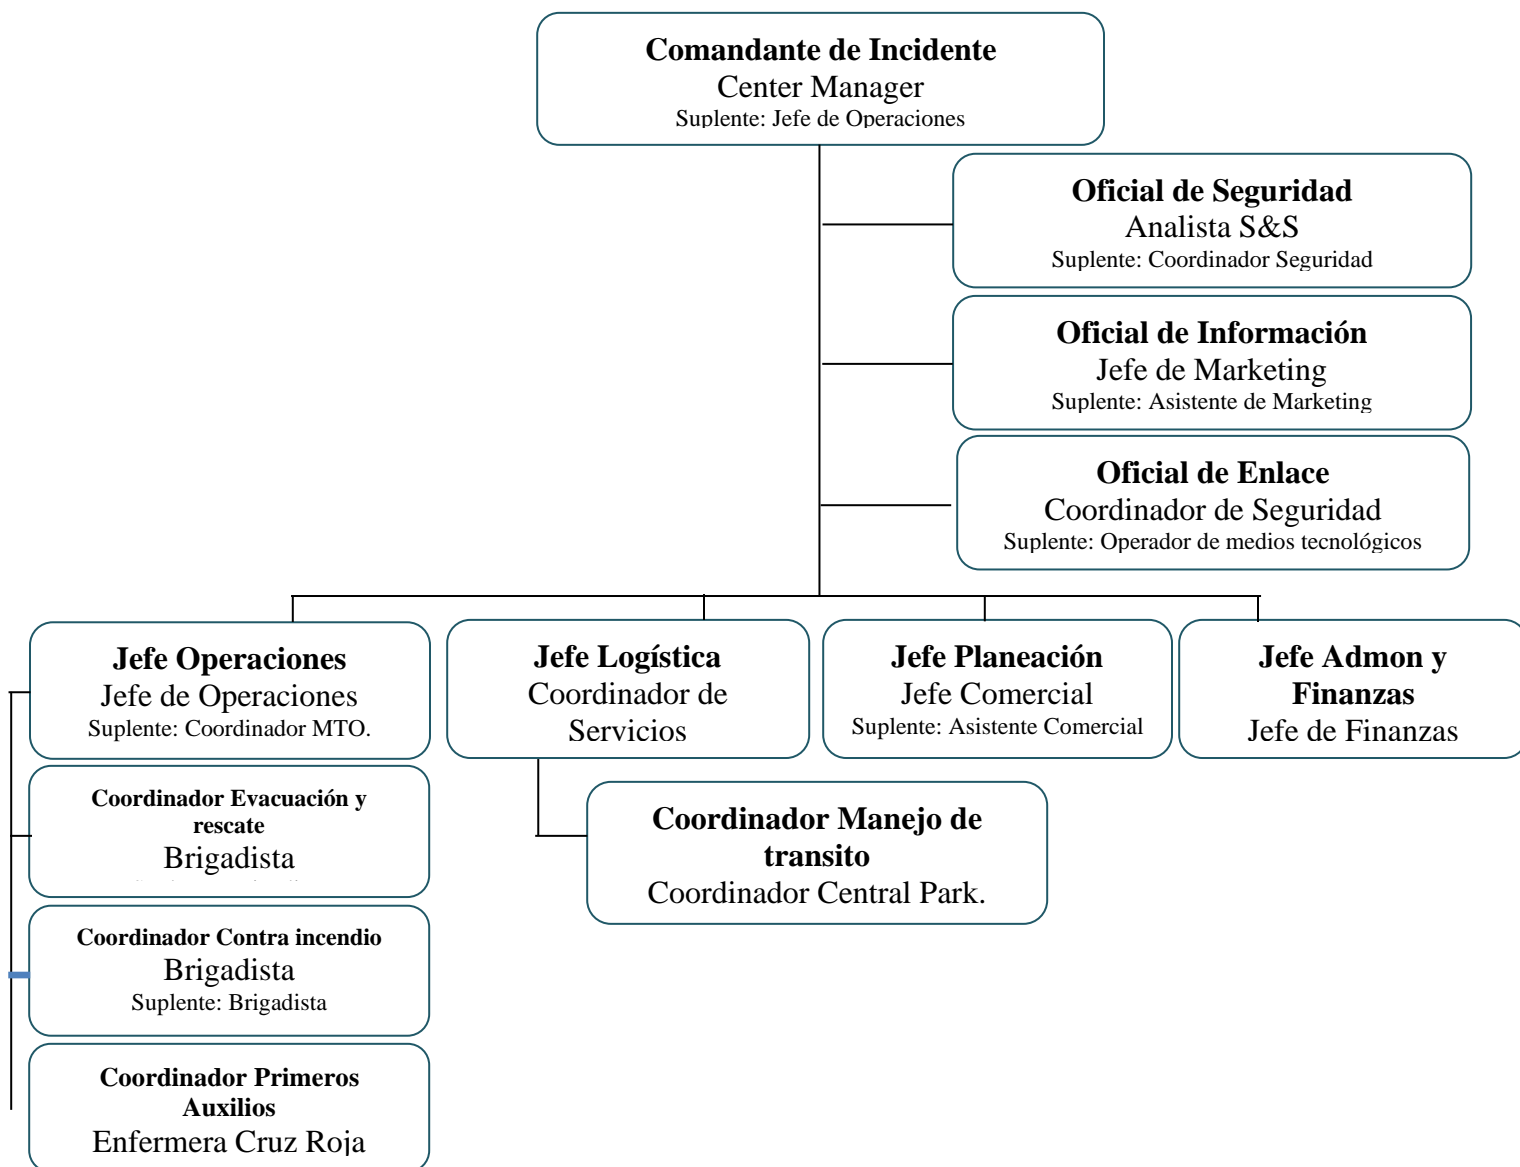 Comandante de Incidente
Center Manager
Suplente: Jefe de Operaciones
Oficial de Seguridad
Analista S&S
Suplente: Coordinador Seguridad
Oficial de Información
Jefe de Marketing
Suplente: Asistente de Marketing
Oficial de Enlace
Coordinador de Seguridad
Suplente: Operador de medios tecnológicos
Jefe Operaciones
Jefe de Operaciones
Suplente: Coordinador MTO.
Jefe Logística
Coordinador de
Servicios
Jefe Planeación
Jefe Comercial
Suplente: Asistente Comercial
Jefe Admon y
Finanzas
Jefe de Finanzas
Coordinador Evacuación y
rescate
Brigadista
Coordinador Manejo de
transito
Coordinador Central Park.
Coordinador Contra incendio
Brigadista
Suplente: Brigadista
Coordinador Primeros
Auxilios
Enfermera Cruz Roja